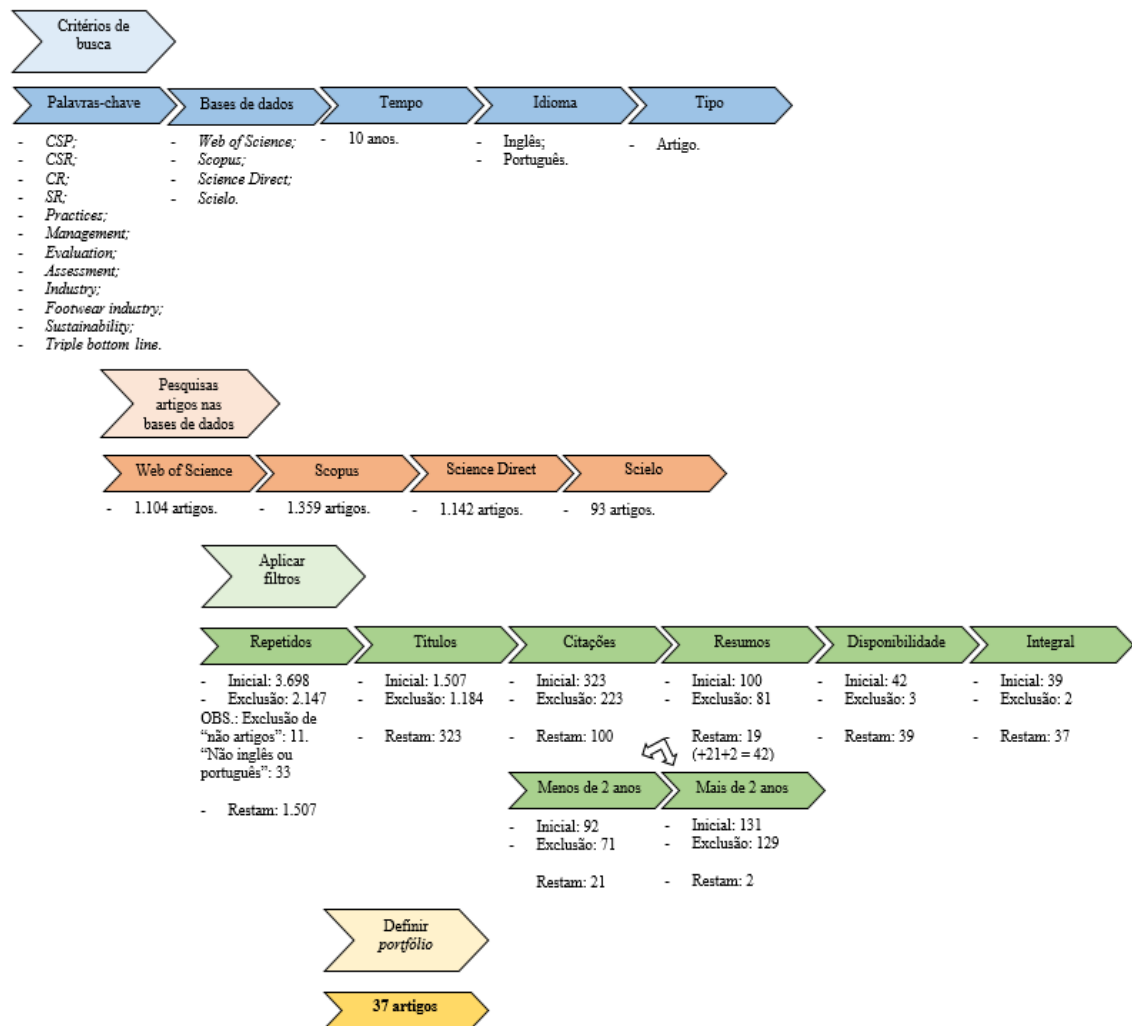 Critérios de
busca
Palavras-chave
- CSP;
- CSR;
- CR;
- SR;
- Practices;
- Management;
- Evaluation;
- Assessment;
- Industry;
- Footwear industry;
- Sustainability;
- Triple bottom line.
Bases de dados
- Web of Science;
- Scopus;
- Science Direct;
- Scielo.
Tempo
- 10 anos.
Idioma
- Inglês;
- Português.
Tipo
- Artigo.
Pesquisas
artigos nas
bases de dados
Web of Science
- 1.104 artigos.
Scopus
- 1.359 artigos.
Science Direct
- 1.142 artigos.
Scielo
- 93 artigos.
Aplicar
filtros
Repetidos
- Inicial: 3.698
- Exclusão: 2.147
OBS.: Exclusão de
“não artigos”: 11.
“Não inglês ou
português”: 33
- Restam: 1.507
Títulos
- Inicial: 1.507
- Exclusão: 1.184
- Restam: 323
Citações
- Inicial: 323
- Exclusão: 223
- Restam: 100
Resumos
- Inicial: 100
- Exclusão: 81
Restam: 19
(+21+2 = 42)
Disponibilidade
- Inicial: 42
- Exclusão: 3
- Restam: 39
Integral
- Inicial: 39
- Exclusão: 2
- Restam: 37
Menos de 2 anos
- Inicial: 92
- Exclusão: 71
Restam: 21
Mais de 2 anos
- Inicial: 131
- Exclusão: 129
- Restam: 2
Definir
portfólio
37 artigos